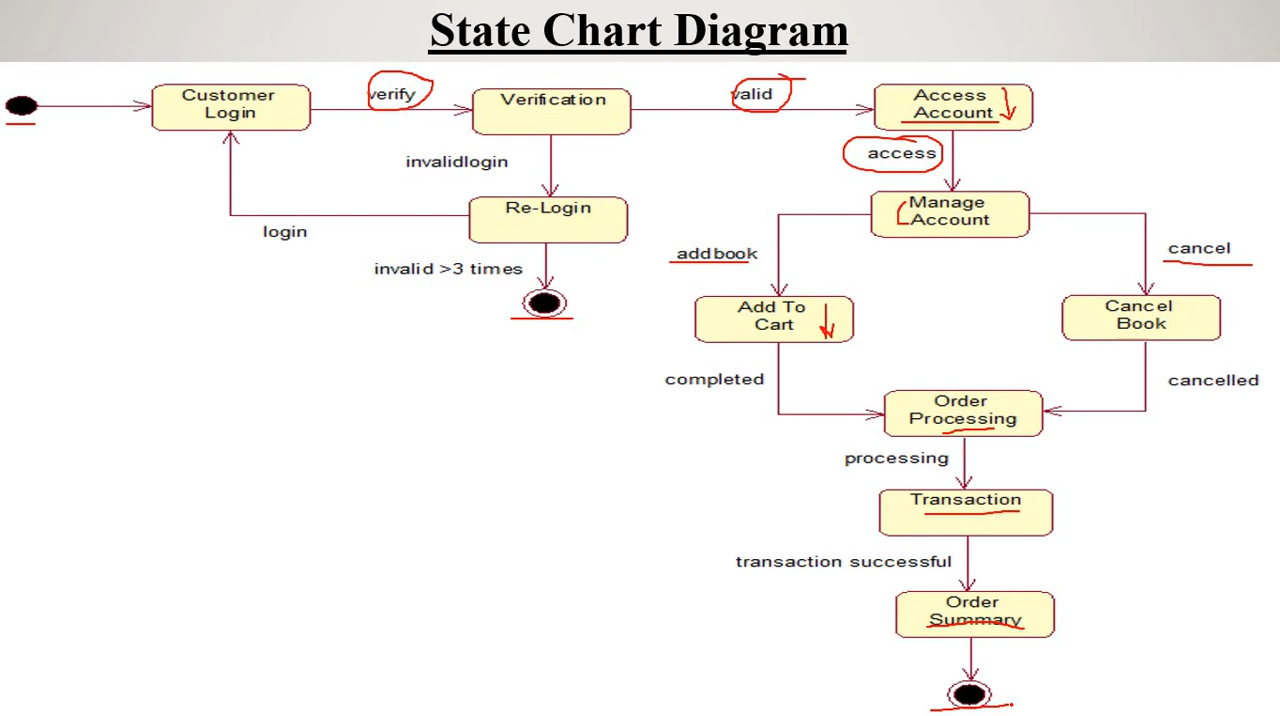 State Chart Diagram
Customer
Login
verify
Verification
valid
Access
Account
invalidlogin
access
Re-Login
Manage
Account
login
addbook
cancel
invalid >3 times
Add To
Cart
Cancel
Book
completed
cancelled
Order
Processing
processing
Transaction
transaction successful
Order
Summary